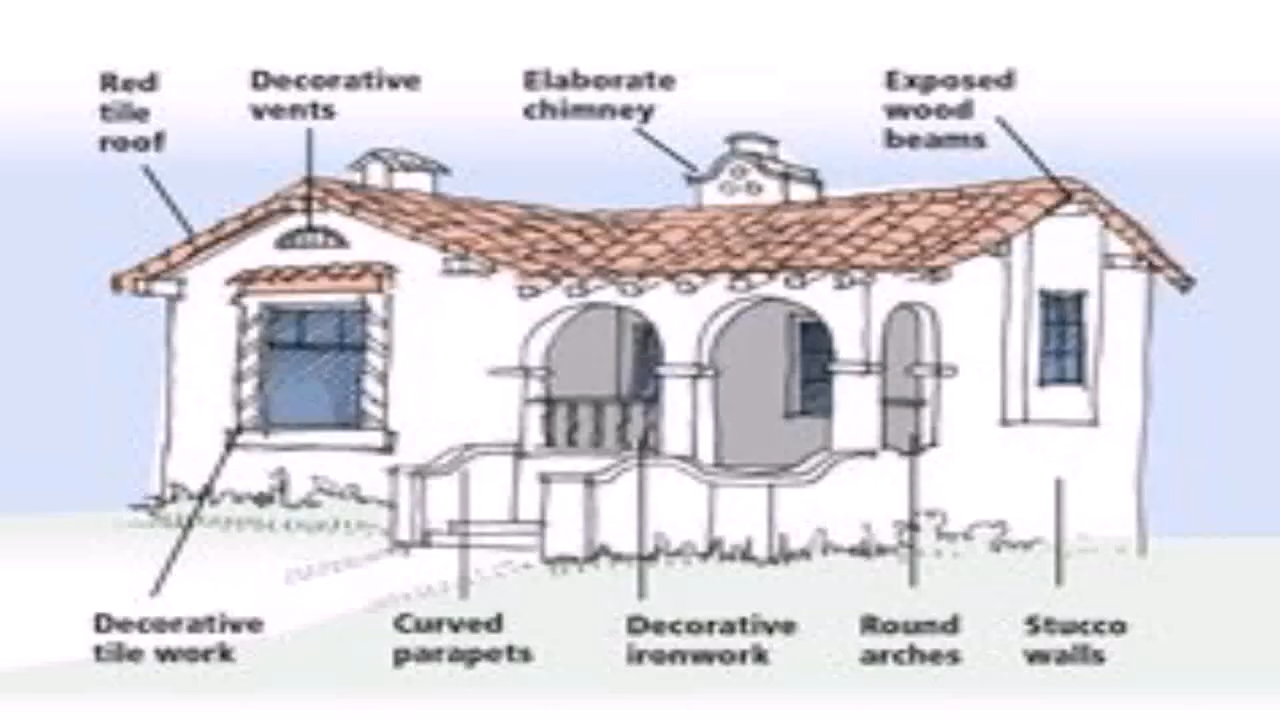 Red
tile
roof
Decorative
vents
Elaborate
chimney
Exposed
wood
beams
Decorative
tile work
Curved
parapets
Decorative
ironwork
Round
arches
Stucco
walls